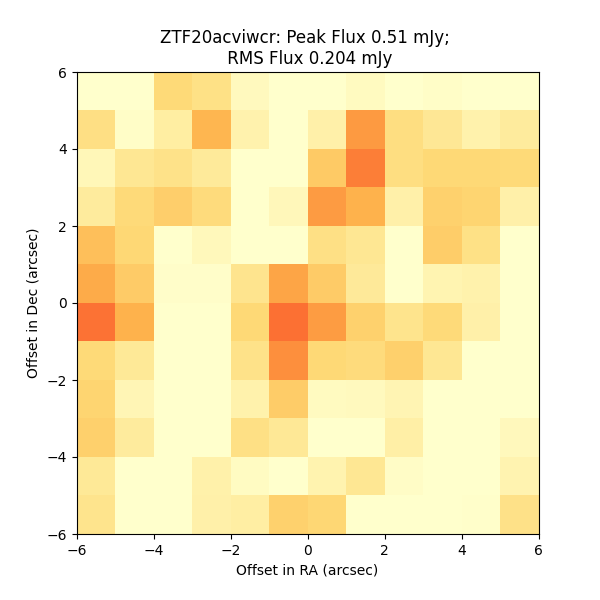 ZTF20acviwcr: Peak Flux 0.51 mJy;
RMS Flux 0.204 mJy
6
4
2
0
−2
−4
−6
Offset in Dec (arcsec)
−6 −4 −2 0 2 4 6
Offset in RA (arcsec)